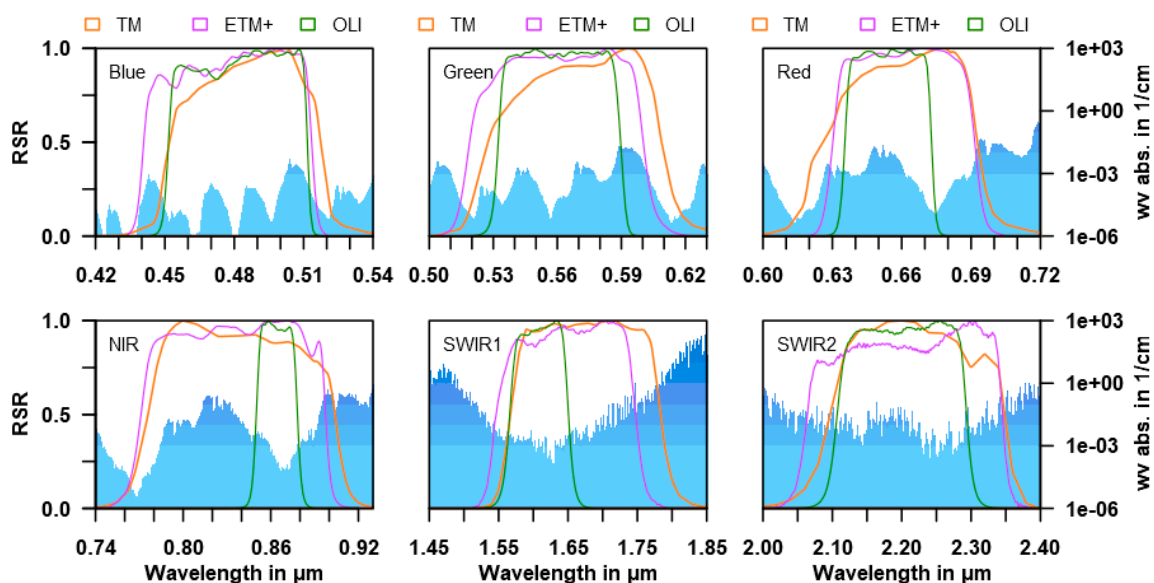 TM ETM+ OLI TM ETM+ OLI TM ETM+ OLI
1.0 Blue Green Red 1e+03
RSR 0.5 1e+00 wv abs. in 1/cm
1e-03
0.0 1e-06
0.42 0.45 0.48 0.51 0.54 0.50 0.53 0.56 0.59 0.62 0.60 0.63 0.66 0.69 0.72
1.0 NIR SWIR1 SWIR2 1e+03
RSR 0.5 1e+00 wv abs. in 1/cm
1e-03
0.0 1e-06
0.74 0.80 0.86 0.92 1.45 1.55 1.65 1.75 1.85 2.00 2.10 2.20 2.30 2.40
Wavelength in µm Wavelength in µm Wavelength in µm